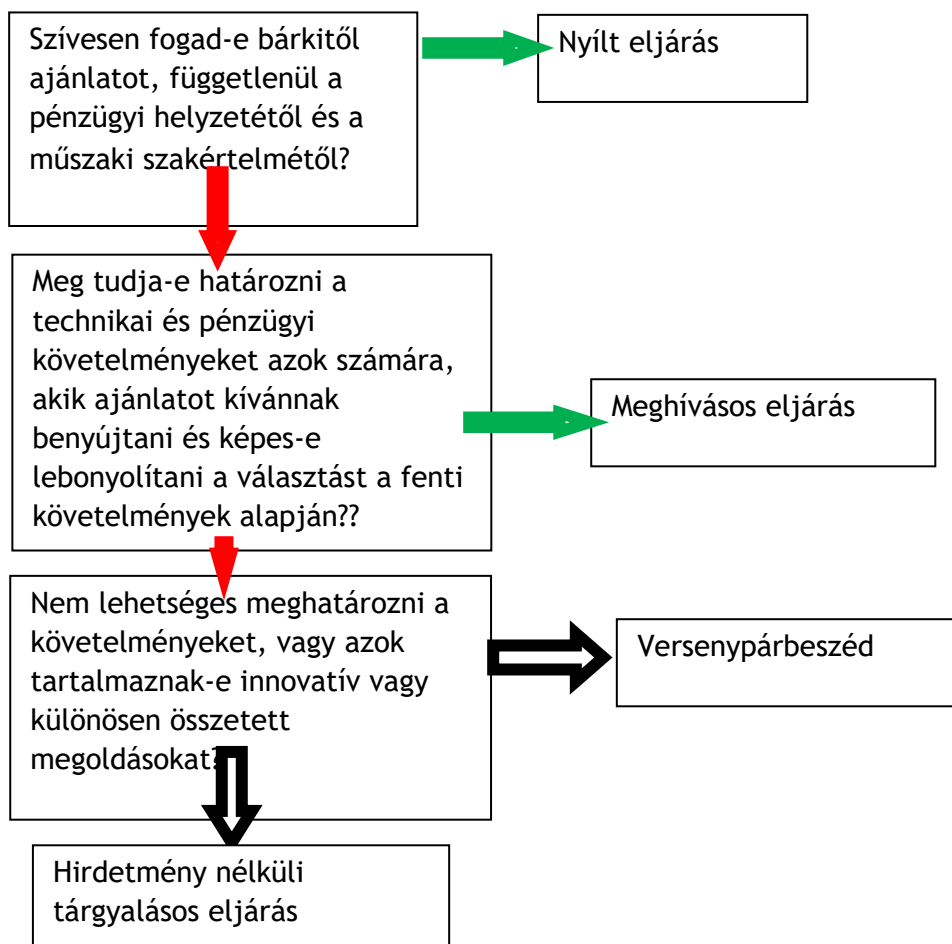 Szívesen fogad-e bárkitől
ajánlatot, függetlenül a
pénzügyi helyzetétől és a
műszaki szakértelmétől?
Nyílt eljárás
Meg tudja-e határozni a
technikai és pénzügyi
követelményeket azok számára,
akik ajánlatot kívánnak
benyújtani és képes-e
lebonyolítani a választást a fenti
követelmények alapján??
Meghívásos eljárás
Nem lehetséges meghatározni a
követelményeket, vagy azok
tartalmaznak-e innovatív vagy
különösen összetett
megoldásokat?
Versenypárbeszéd
Hirdetmény nélküli
tárgyalásos eljárás